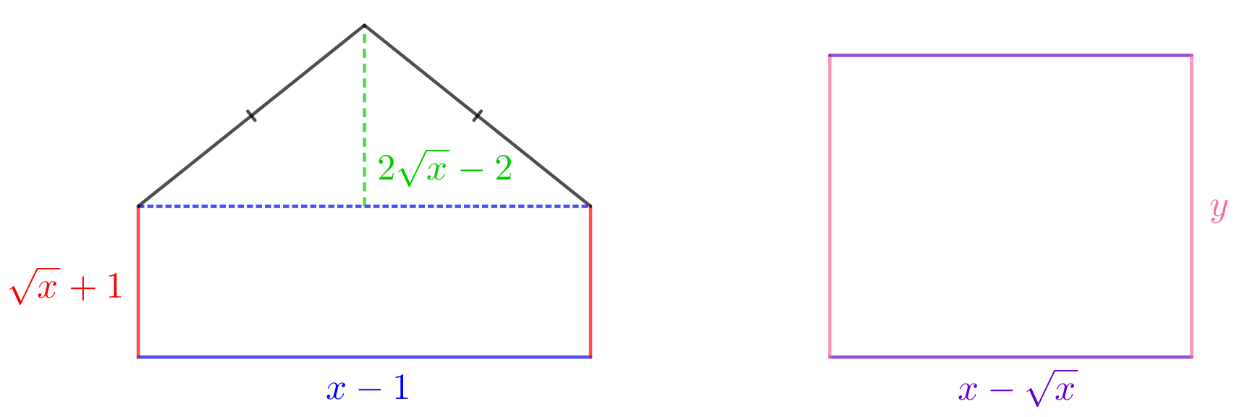 2√x − 2
√x + 1
x − 1
y
x − √x